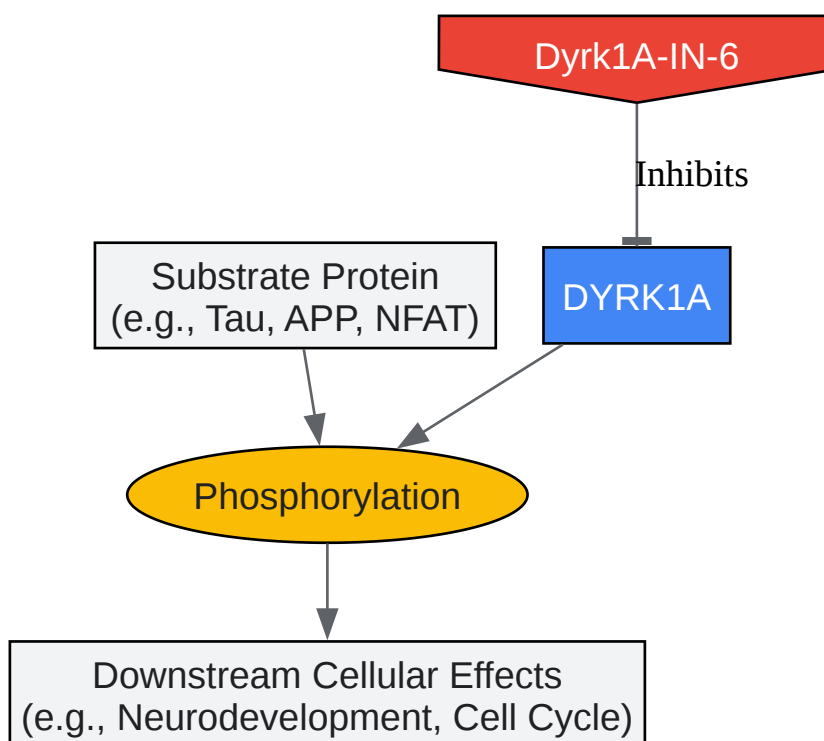 Dyrk1A-IN-6
Inhibits
Substrate Protein
(e.g., Tau, APP, NFAT)
DYRK1A
Phosphorylation
Downstream Cellular Effects
(e.g., Neurodevelopment, Cell Cycle)